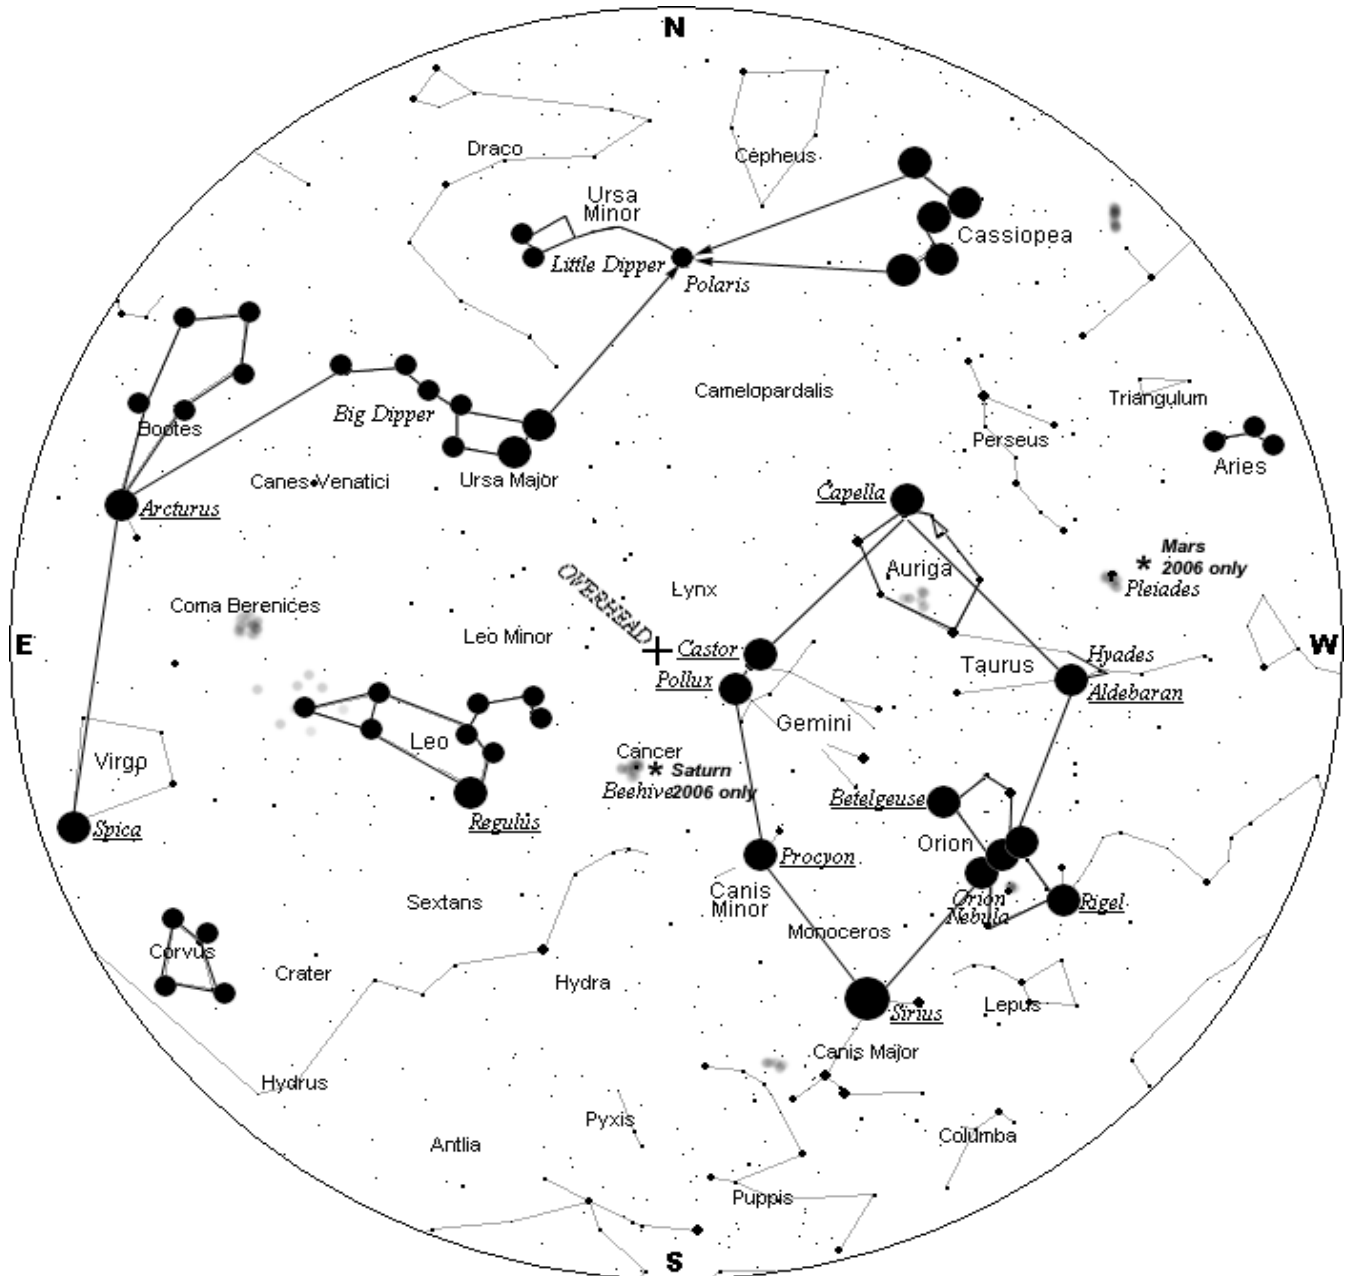 N
Draco
Cepheus
Ursa
Minor
Cassiopea
Little Dipper
Polaris
Camelopardalis
Triangulum
Big Dipper
Perseus
Bootes
Aries
Canes Venatici
Ursa Major
Capella
Arcturus
Mars
2006 only
Auriga
Pleiades
OVERHEAD
Lynx
Coma Berenices
Leo Minor
E
Castor
Hyades
W
Taurus
Pollux
Aldebaran
Gemini
Leo
Virgo
Cancer
Saturn
2006 only
Beehive
Betelgeuse
Regulus
Spica
Orion
Procyon
Canis
Minor
Orion
Nebula
Rigel
Sextans
Monoceros
Corvus
Crater
Hydra
Lepus
Sirius
Canis Major
Hydrus
Pyxis
Columba
Antlia
Puppis
S